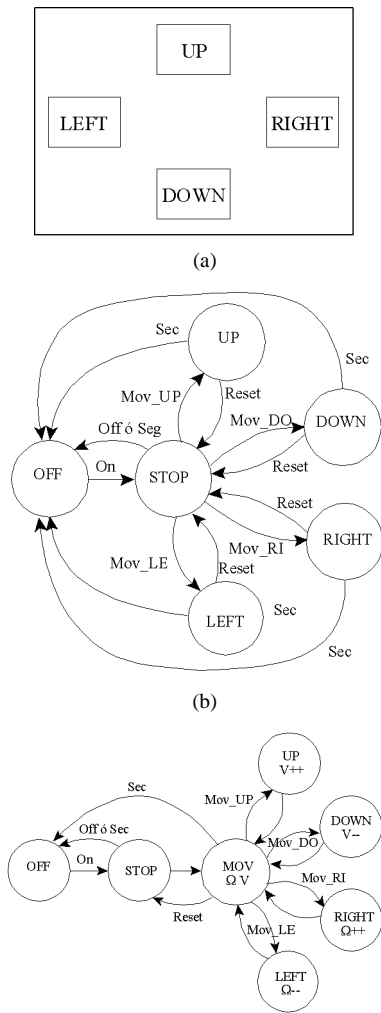 UP
LEFT
RIGHT
DOWN
(a)
Sec
UP
Sec
Mov_UP
Reset
Mov_DO
DOWN
Off ó Seg
OFF
On
STOP
Reset
Reset
RIGHT
Mov_RI
Mov_LE
Reset
LEFT
Sec
Sec
(b)
UP
V++
Sec
Mov_UP
DOWN
V--
Off ó Sec
Mov_DO
OFF
On
STOP
MOV
Ω V
Mov_RI
RIGHT
Ω++
Reset
Mov_LE
LEFT
Ω--